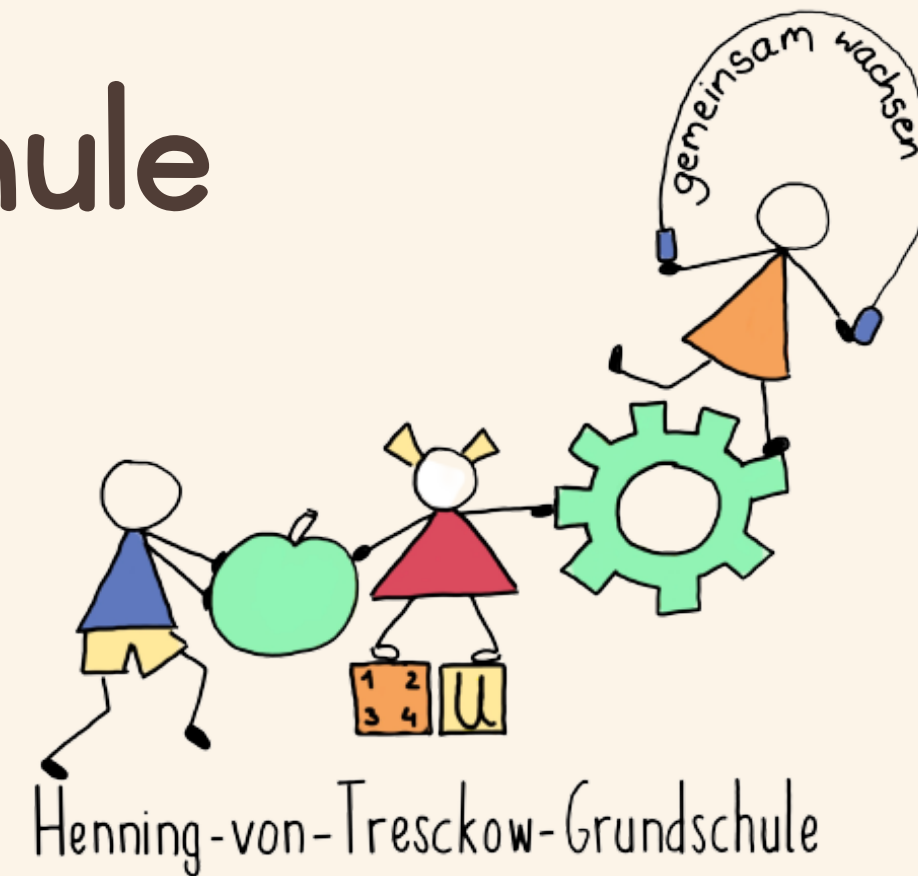 hule
gemeinsam wachsen
1 2
3 4
U
Henning-von-Tresckow-Grundschule